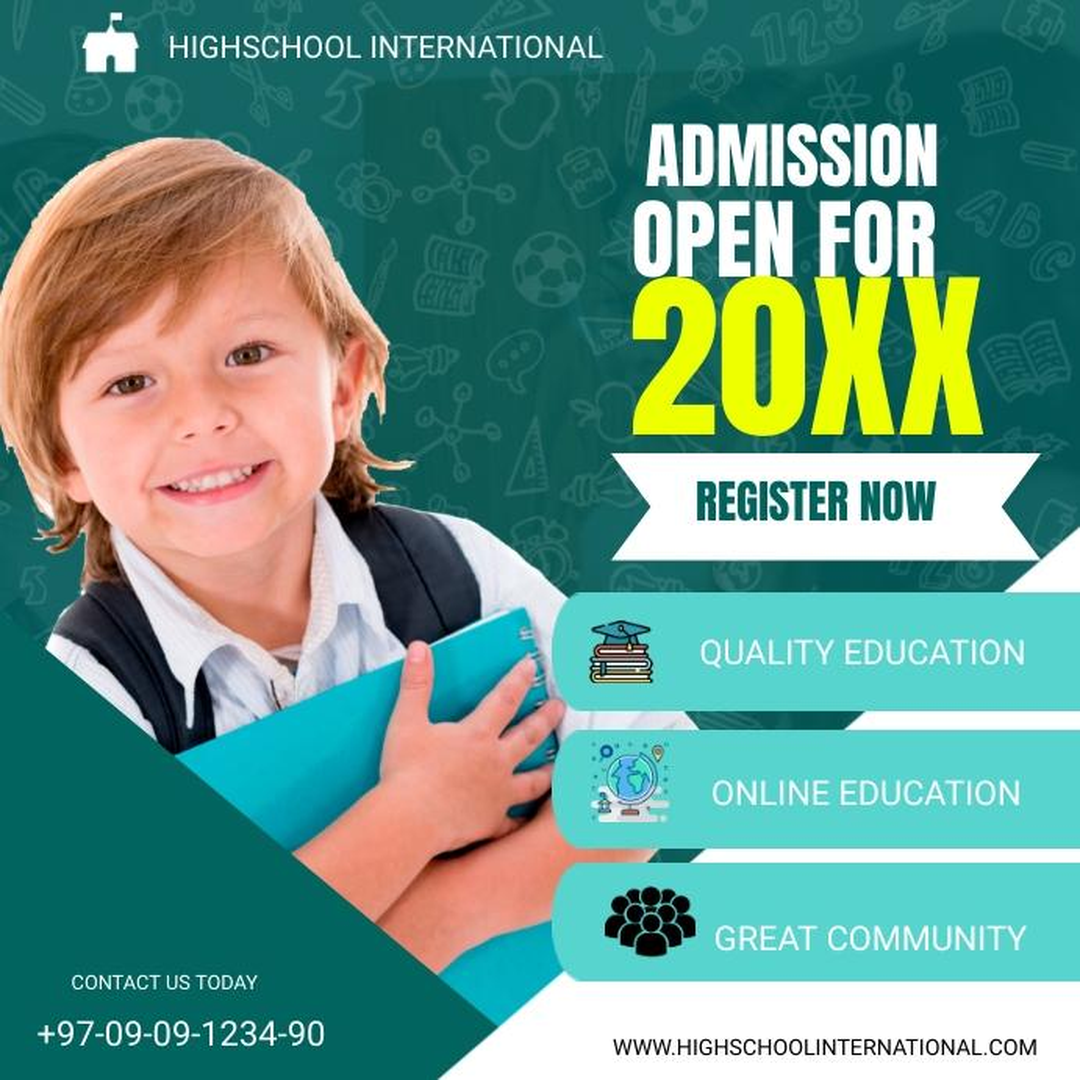 HIGHSCHOOL INTERNATIONAL
ADMISSION
OPEN FOR
20XX
REGISTER NOW
QUALITY EDUCATION
ONLINE EDUCATION
GREAT COMMUNITY
CONTACT US TODAY
+97-09-09-1234-90
WWW.HIGHSCHOOLINTERNATIONAL.COM